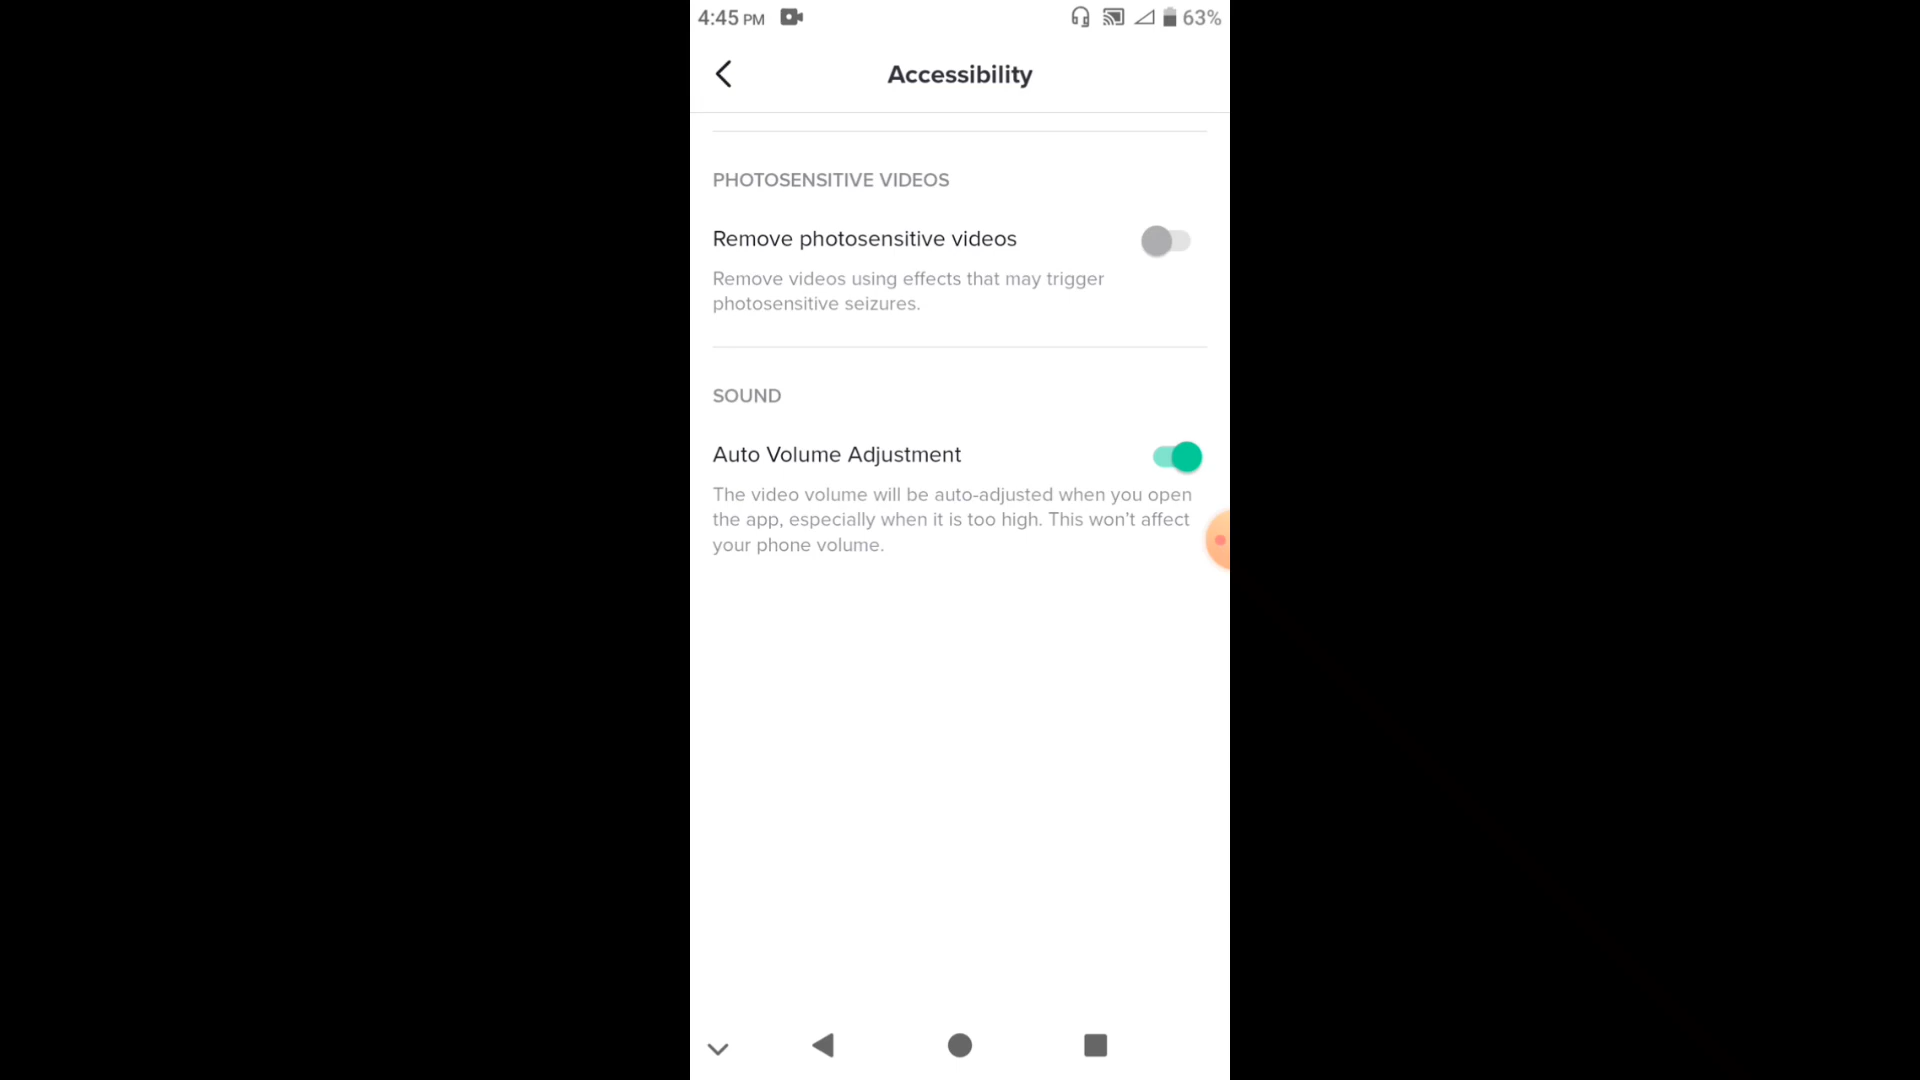 4:45 PM 63%
Accessibility
PHOTOSENSITIVE VIDEOS
Remove photosensitive videos
Remove videos using effects that may trigger
photosensitive seizures.
SOUND
Auto Volume Adjustment
The video volume will be auto-adjusted when you open
the app, especially when it is too high. This won’t affect
your phone volume.